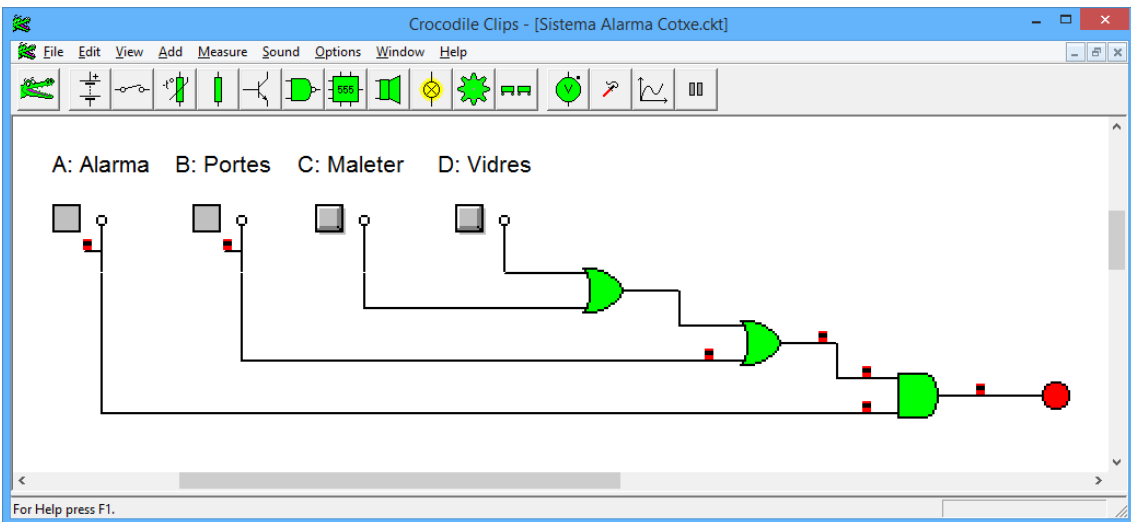 Crocodile Clips - [Sistema Alarma Cotxe.ckt]
File Edit View Add Measure Sound Options Window Help
555
V
A: Alarma B: Portes C: Maleter D: Vidres
For Help press F1.